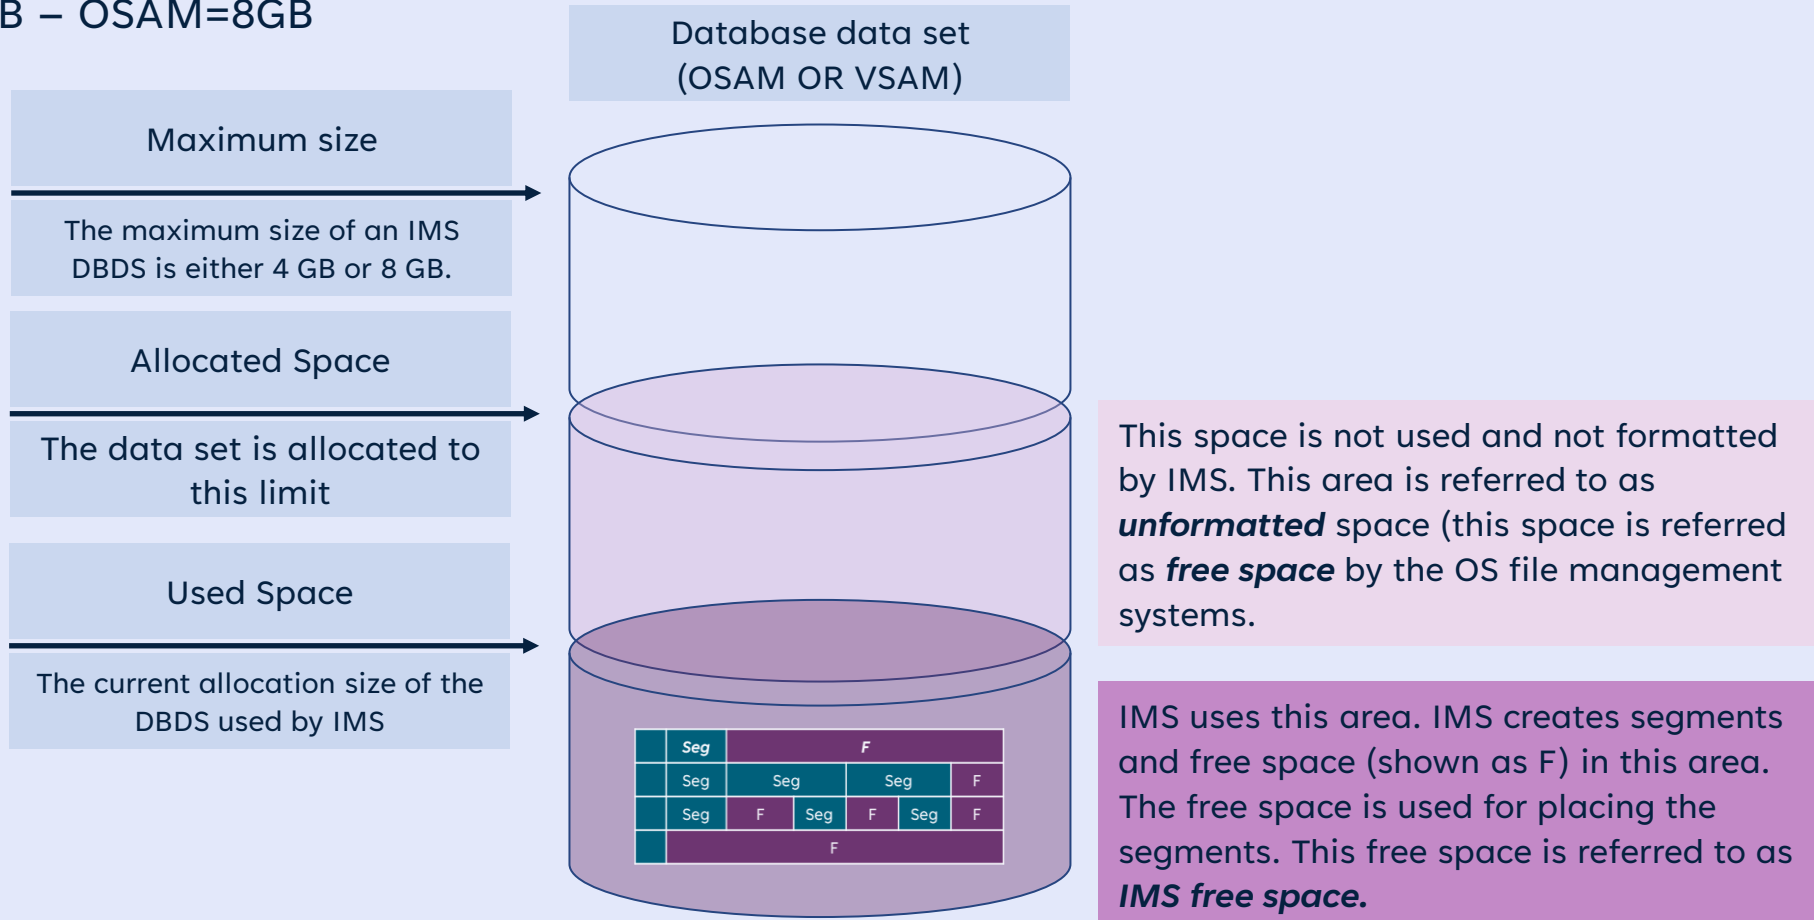 B – OSAM=8GB
Database data set
(OSAM OR VSAM)
Maximum size
The maximum size of an IMS
DBDS is either 4 GB or 8 GB.
Allocated Space
The data set is allocated to
this limit
Used Space
The current allocation size of the
DBDS used by IMS
This space is not used and not formatted
by IMS. This area is referred to as
unformatted space (this space is referred
as free space by the OS file management
systems.
IMS uses this area. IMS creates segments
and free space (shown as F) in this area.
The free space is used for placing the
segments. This free space is referred to as
IMS free space.
Seg F
Seg Seg Seg F
Seg F Seg F Seg F
F